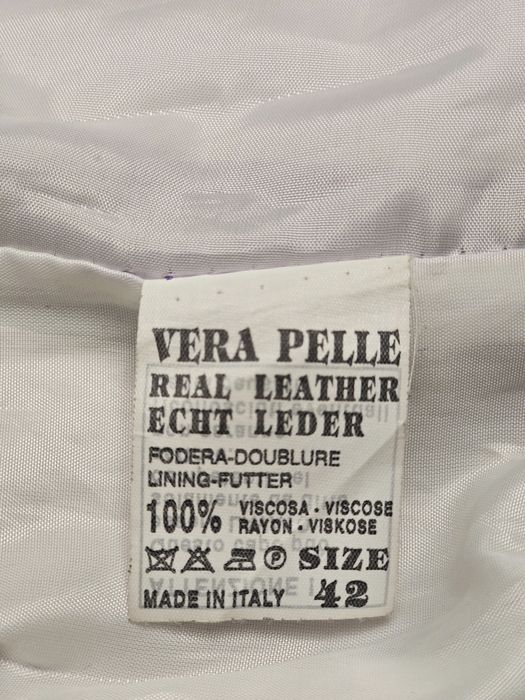 VERA PELLE
REAL LEATHER
ECHT LEDER
FODERA-DOUBLURE
LINING-FUTTER
100% VISCOSA - VISCOSE
RAYON - VISKOSE
P SIZE
MADE IN ITALY 42